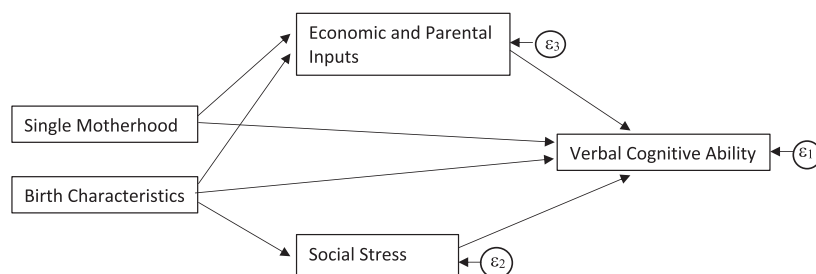 Economic and Parental
Inputs
ε3
Single Motherhood
Verbal Cognitive Ability
ε1
Birth Characteristics
Social Stress
ε2